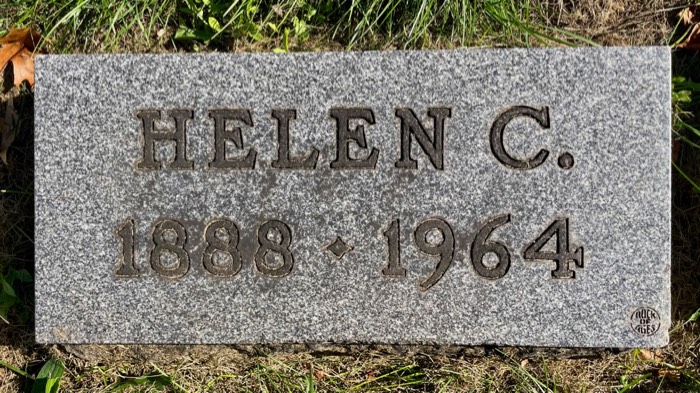 HELEN C.
1888 ◆ 1964
ROCK
OF
AGES